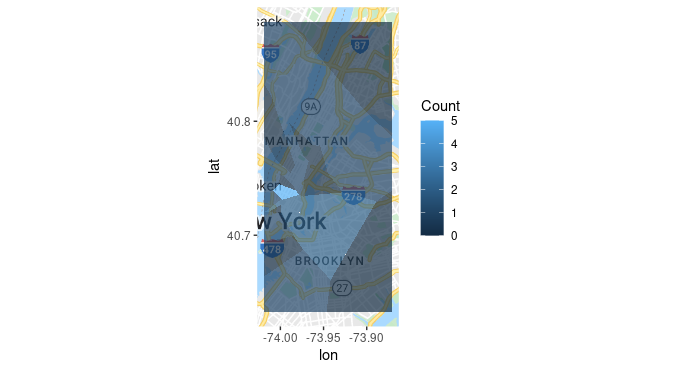 sack
95
87
9A
MANHATTAN
oken
278
w York
478
BROOKLYN
27
40.8
40.7
lat
-74.00 -73.95 -73.90
lon
Count
5
4
3
2
1
0